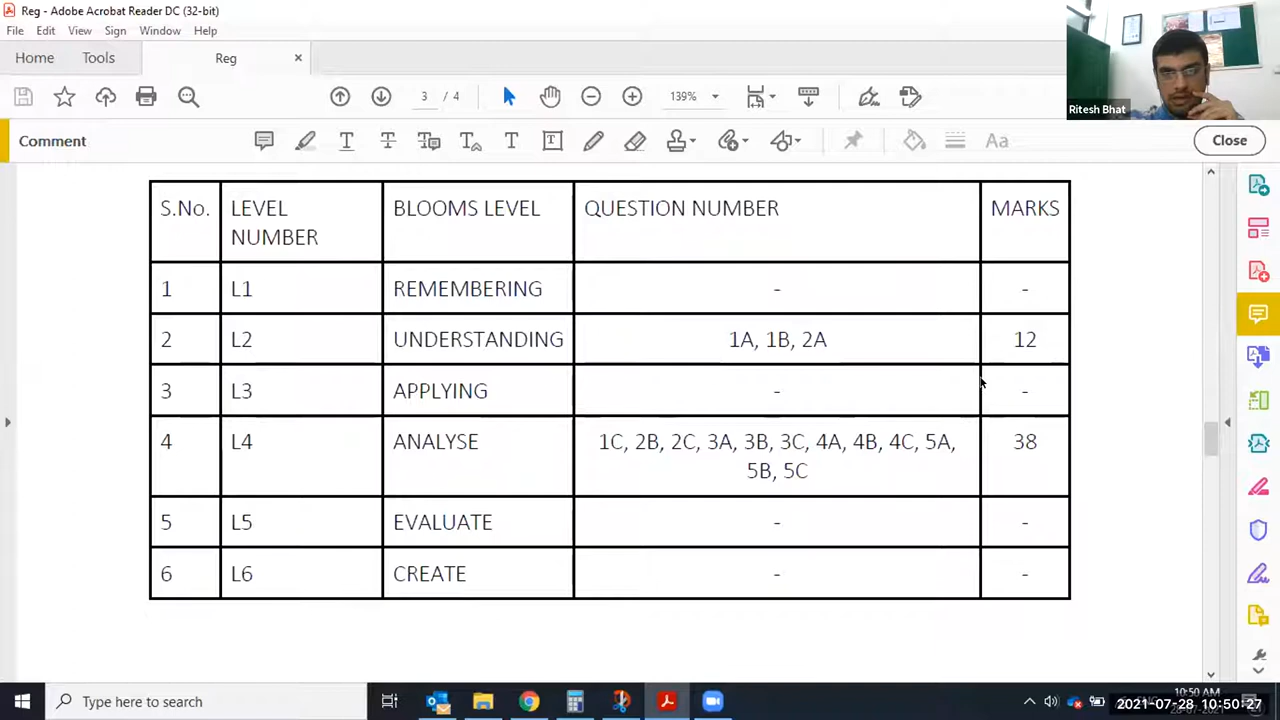 Reg - Adobe Acrobat Reader DC (32-bit)
File Edit View Sign Window Help
Home Tools Reg ×
3 / 4 139%
Comment Close
Aa
Ritesh Bhat
S.No. LEVEL NUMBER BLOOMS LEVEL QUESTION NUMBER MARKS
1 L1 REMEMBERING - -
2 L2 UNDERSTANDING 1A, 1B, 2A 12
3 L3 APPLYING - -
4 L4 ANALYSE 1C, 2B, 2C, 3A, 3B, 3C, 4A, 4B, 4C, 5A, 38
5B, 5C
5 L5 EVALUATE - -
6 L6 CREATE - -
Type here to search
10:50 AM
2021-07-28 10:50:27